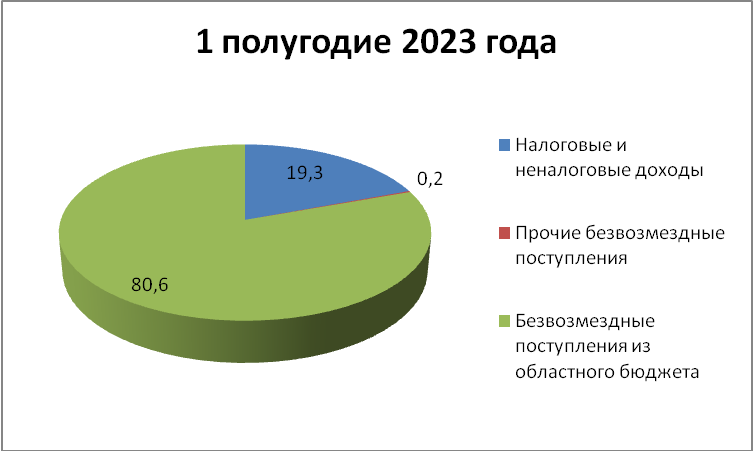 1 полугодие 2023 года
19,3
0,2
80,6
Налоговые и
неналоговые доходы
Прочие безвозмездные
поступления
Безвозмездные
поступления из
областного бюджета